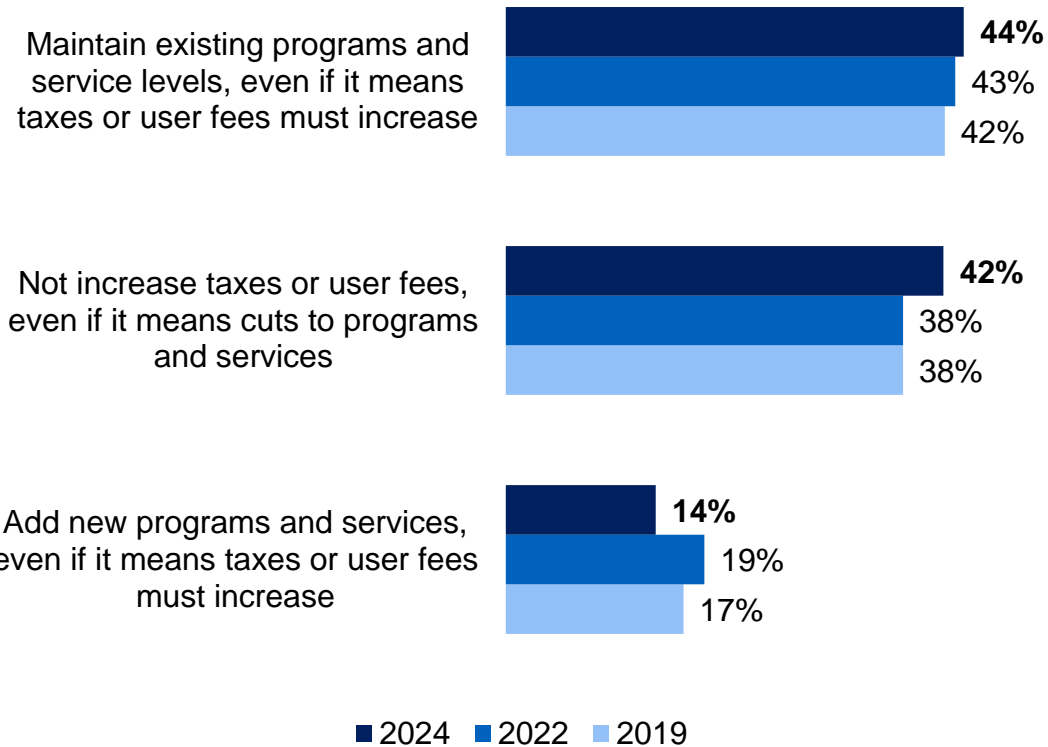 Maintain existing programs and
service levels, even if it means
taxes or user fees must increase
44%
43%
42%
Not increase taxes or user fees,
even if it means cuts to programs
and services
42%
38%
38%
Add new programs and services,
even if it means taxes or user fees
must increase
14%
19%
17%
2024 2022 2019